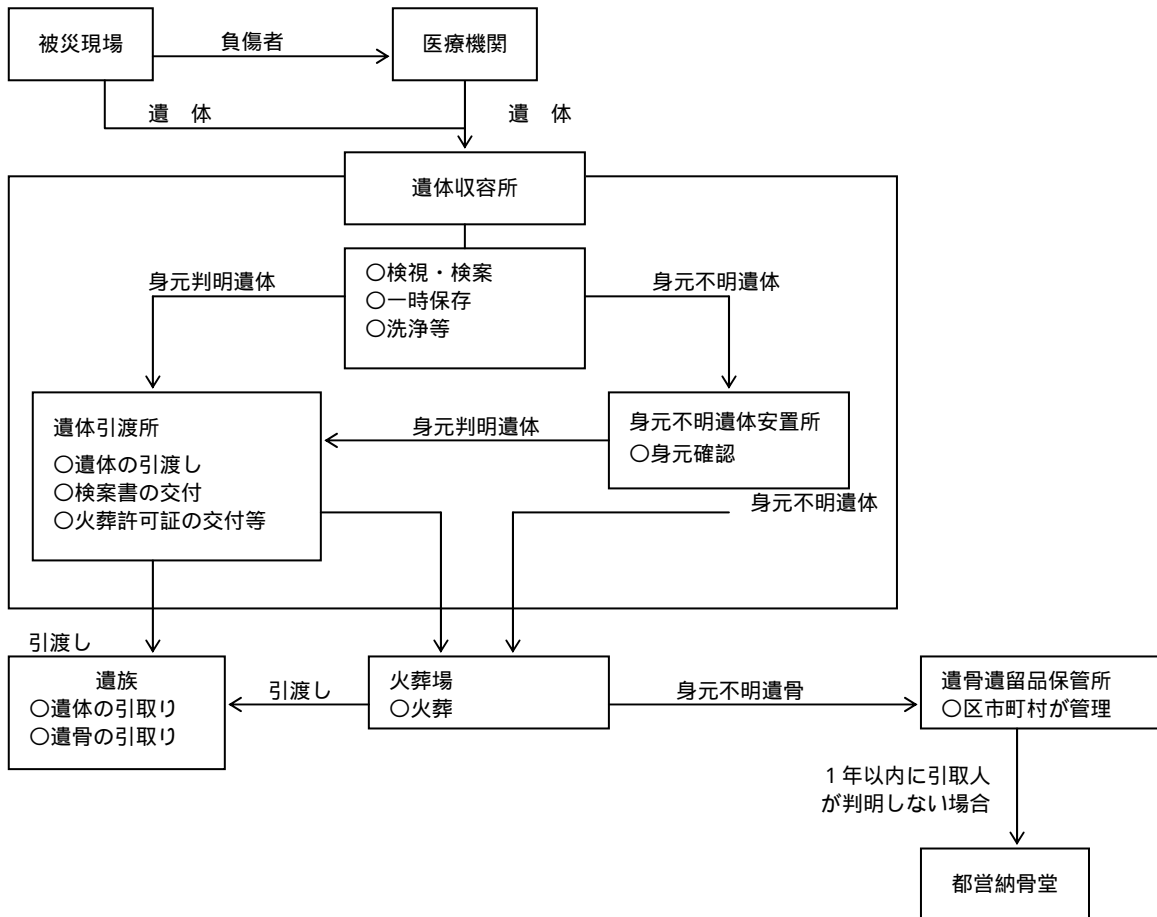 被災現場
負傷者
医療機関
遺　体
遺　体
遺体収容所
○検視・検案
○一時保存
○洗浄等
身元判明遺体
身元不明遺体
遺体引渡所
○遺体の引渡し
○検案書の交付
○火葬許可証の交付等
身元判明遺体
身元不明遺体安置所
○身元確認
身元不明遺体
引渡し
遺族
○遺体の引取り
○遺骨の引取り
引渡し
火葬場
○火葬
身元不明遺骨
遺骨遺留品保管所
○区市町村が管理
１年以内に引取人
が判明しない場合
都営納骨堂